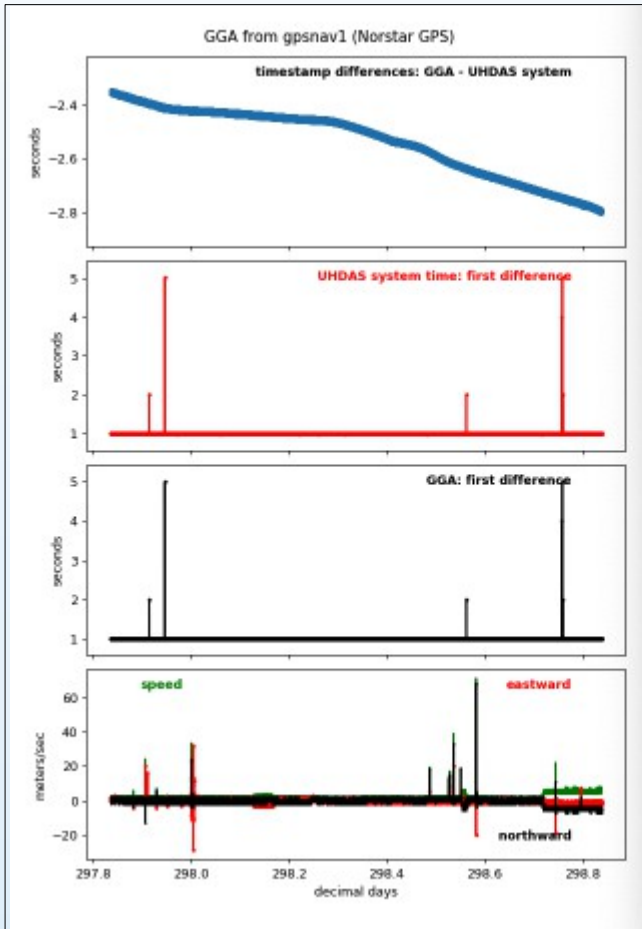 GGA from gpsnav1 (Norstar GPS)
timestamp differences: GGA - UHDAS system
−2.4
−2.6
−2.8
seconds
UHDAS system time: first difference
5
4
3
2
1
seconds
GGA: first difference
5
4
3
2
1
seconds
speed
eastward
60
40
20
0
−20
meters/sec
northward
297.8 298.0 298.2 298.4 298.6 298.8
decimal days